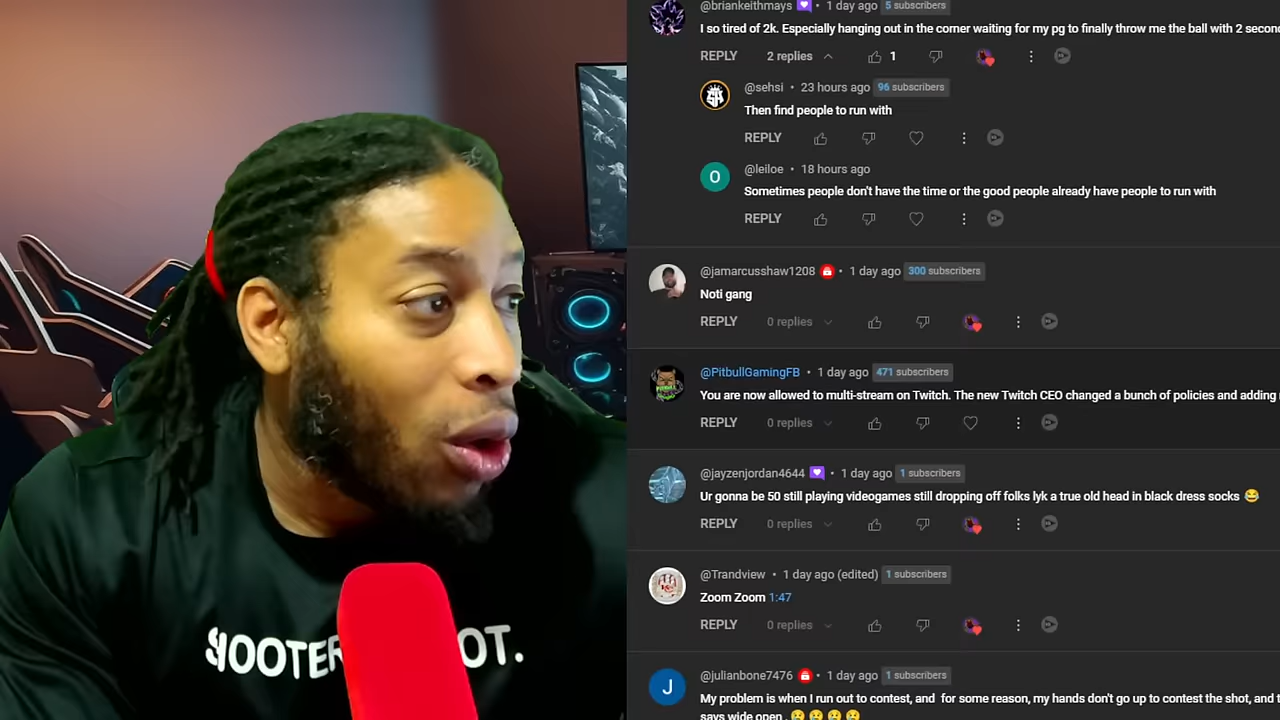 @briankeithmays • 1 day ago 5 subscribers
I so tired of 2k. Especially hanging out in the corner waiting for my pg to finally throw me the ball with 2
REPLY 2 replies 1
@sehsi • 23 hours ago 96 subscribers
Then find people to run with
REPLY
O @leiloe • 18 hours ago
Sometimes people don't have the time or the good people already have people to run with
REPLY
@jamarcusshaw1208 • 1 day ago 300 subscribers
Noti gang
REPLY 0 replies
@PitbullGamingFB • 1 day ago 471 subscribers
You are now allowed to multi-stream on Twitch. The new Twitch CEO changed a bunch of policies and adding
REPLY 0 replies
@jayzenjordan4644 • 1 day ago 1 subscribers
Ur gonna be 50 still playing videogames still dropping off folks lyk a true old head in black dress socks 😂
REPLY 0 replies
@Trandview • 1 day ago (edited) 1 subscribers
Zoom Zoom 1:47
REPLY 0 replies
J @julianbone7476 • 1 day ago 1 subscribers
My problem is when I run out to contest, and for some reason, my hands don't go up to contest the shot, and
says wide open. 😢😢😢😢